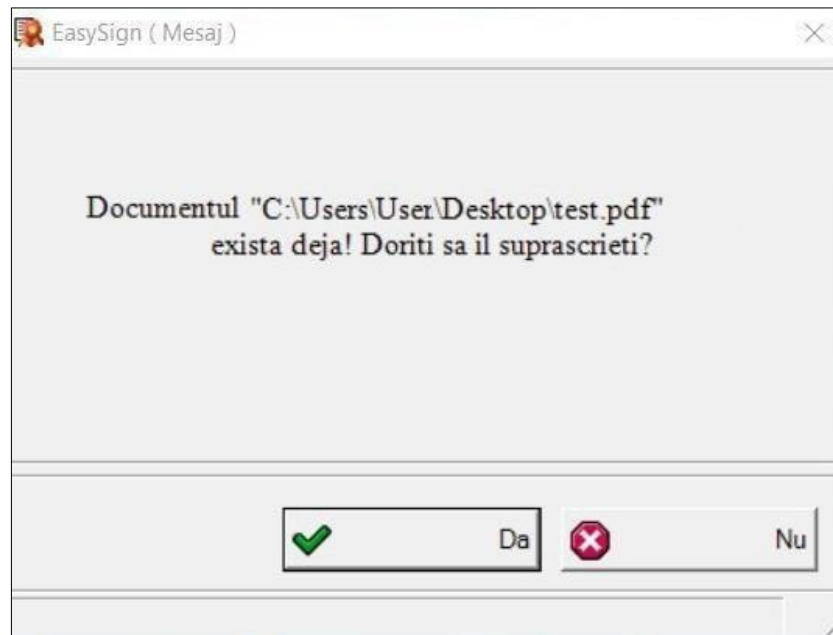 EasySign ( Mesaj )
Documentul "C:\Users\User\Desktop\test.pdf"
exista deja! Doriti sa il suprascrieti?
Da
Nu